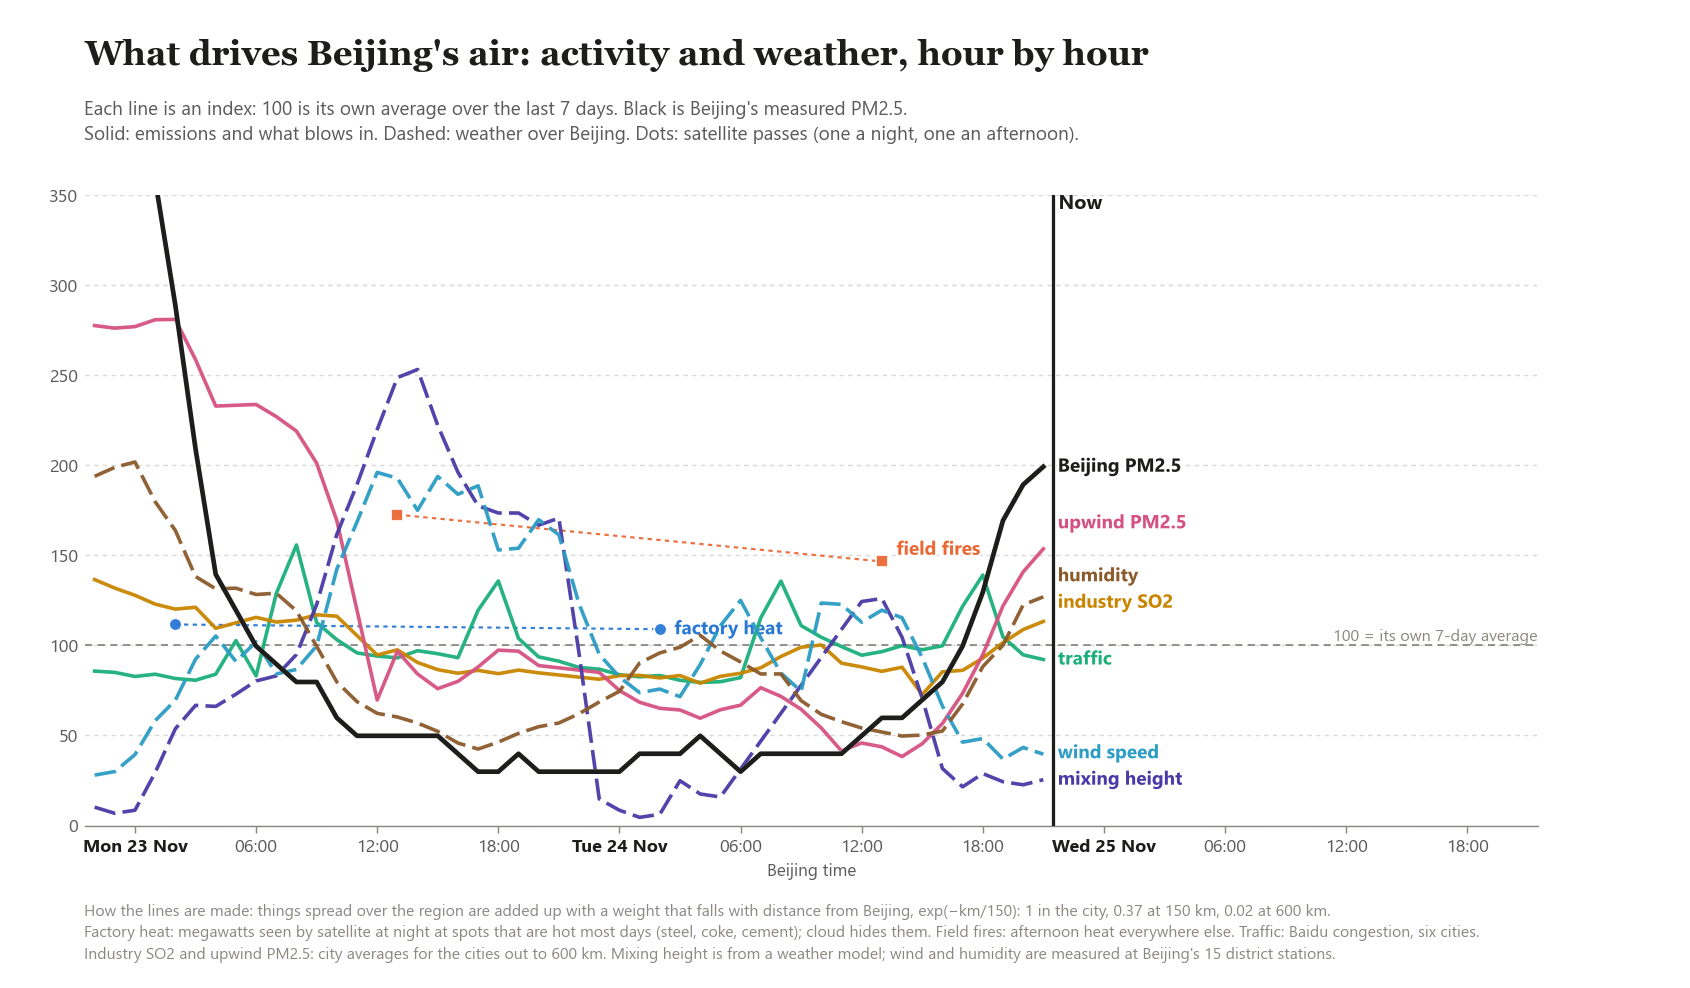 What drives Beijing's air: activity and weather, hour by hour
Each line is an index: 100 is its own average over the last 7 days. Black is Beijing's measured PM2.5.
Solid: emissions and what blows in. Dashed: weather over Beijing. Dots: satellite passes (one a night, one an afternoon).
350
300
250
200
150
100
50
0
Now
Beijing PM2.5
upwind PM2.5
field fires
humidity
industry SO2
factory heat
100 = its own 7-day average
traffic
wind speed
mixing height
Mon 23 Nov 06:00 12:00 18:00 Tue 24 Nov 06:00 12:00 18:00 Wed 25 Nov 06:00 12:00 18:00
Beijing time
How the lines are made: things spread over the region are added up with a weight that falls with distance from Beijing, exp(−km/150): 1 in the city, 0.37 at 150 km, 0.02 at 600 km.
Factory heat: megawatts seen by satellite at night at spots that are hot most days (steel, coke, cement); cloud hides them. Field fires: afternoon heat everywhere else. Traffic: Baidu congestion, six cities.
Industry SO2 and upwind PM2.5: city averages for the cities out to 600 km. Mixing height is from a weather model; wind and humidity are measured at Beijing's 15 district stations.